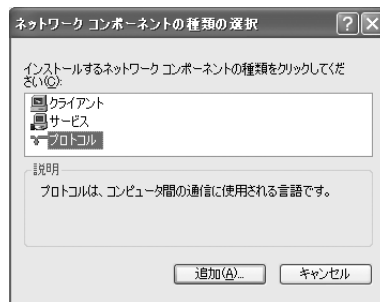 ネットワーク コンポーネントの種類の選択
インストールするネットワーク コンポーネントの種類をクリックしてくだ
さい(C):
クライアント
サービス
プロトコル
説明
プロトコルは、コンピュータ間の通信に使用される言語です。
追加(A)...
キャンセル